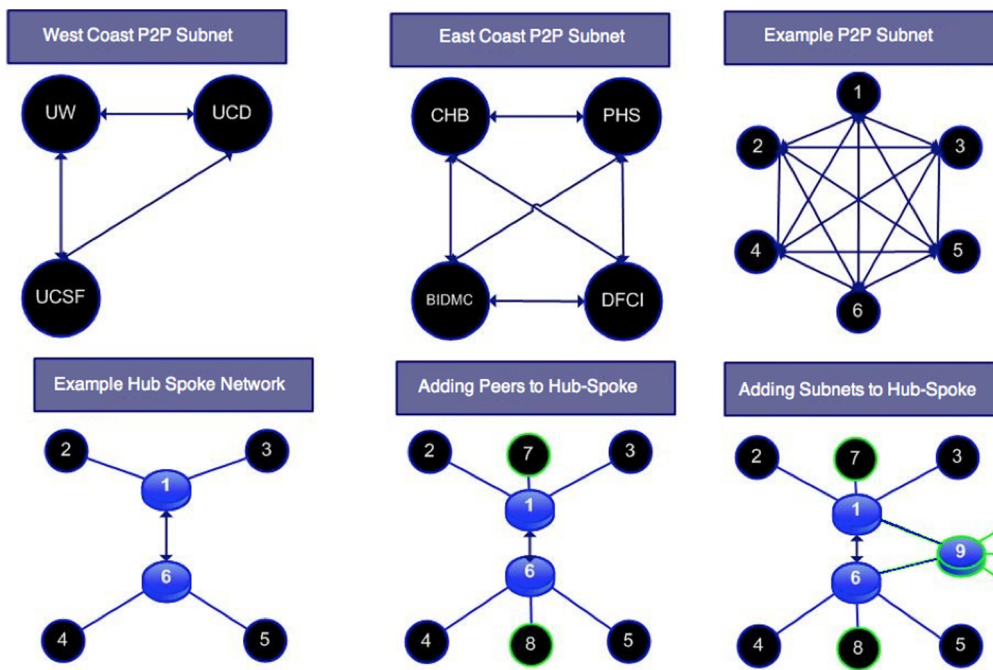 West Coast P2P Subnet
East Coast P2P Subnet
Example P2P Subnet
UW
UCD
UCSF
CHB
PHS
BIDMC
DFCI
1
2
3
4
5
6
Example Hub Spoke Network
Adding Peers to Hub-Spoke
Adding Subnets to Hub-Spoke
2
3
1
6
4
5
2
7
3
1
6
4
8
5
2
7
3
1
9
6
4
8
5